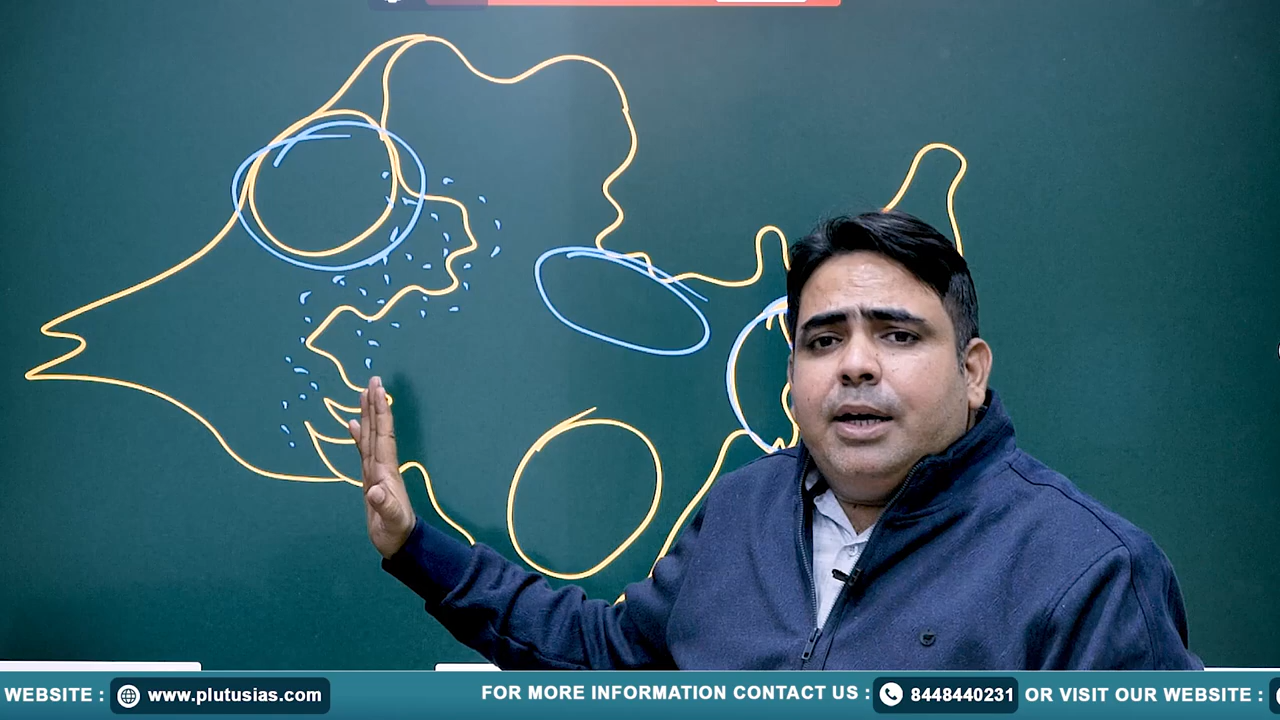 WEBSITE : www.plutusias.com FOR MORE INFORMATION CONTACT US : 8448440231 OR VISIT OUR WEBSITE :